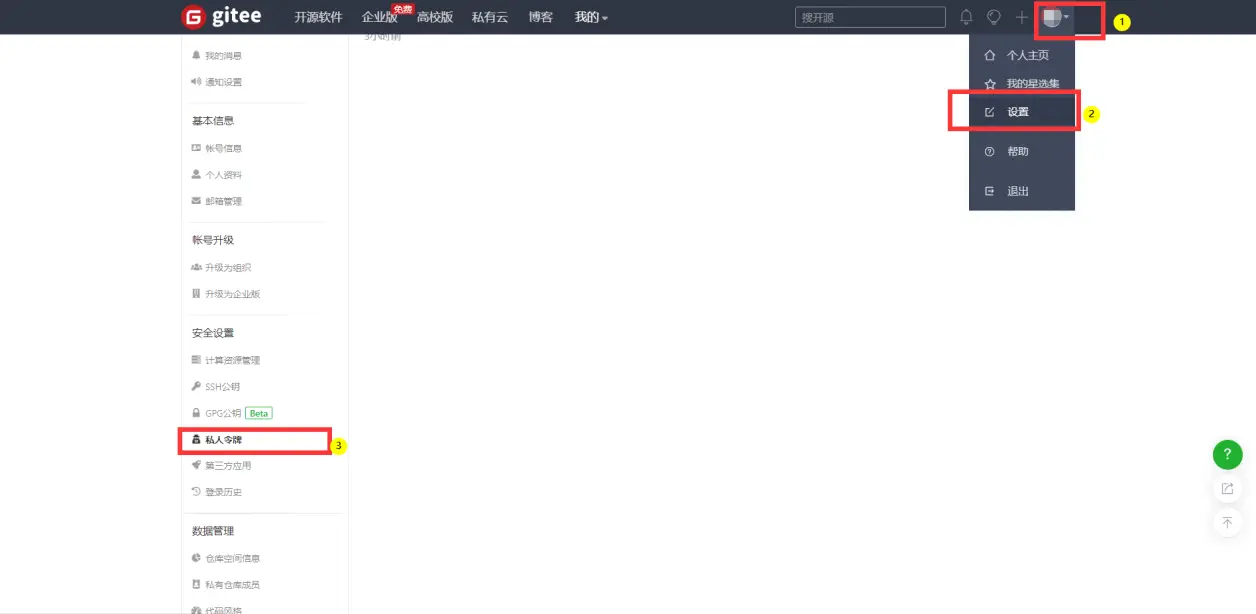 gitee 开源软件 企业版 免费 高校版 私有云 博客 我的 搜开源
1
3小时前
我的消息
通知设置
基本信息
帐号信息
个人资料
邮箱管理
帐号升级
升级为组织
升级为企业版
安全设置
计算资源管理
SSH公钥
GPG公钥 Beta
私人令牌
3
第三方应用
登录历史
数据管理
仓库空间信息
私有仓库成员
代码风格
个人主页
我的星选集
设置
2
帮助
退出
?